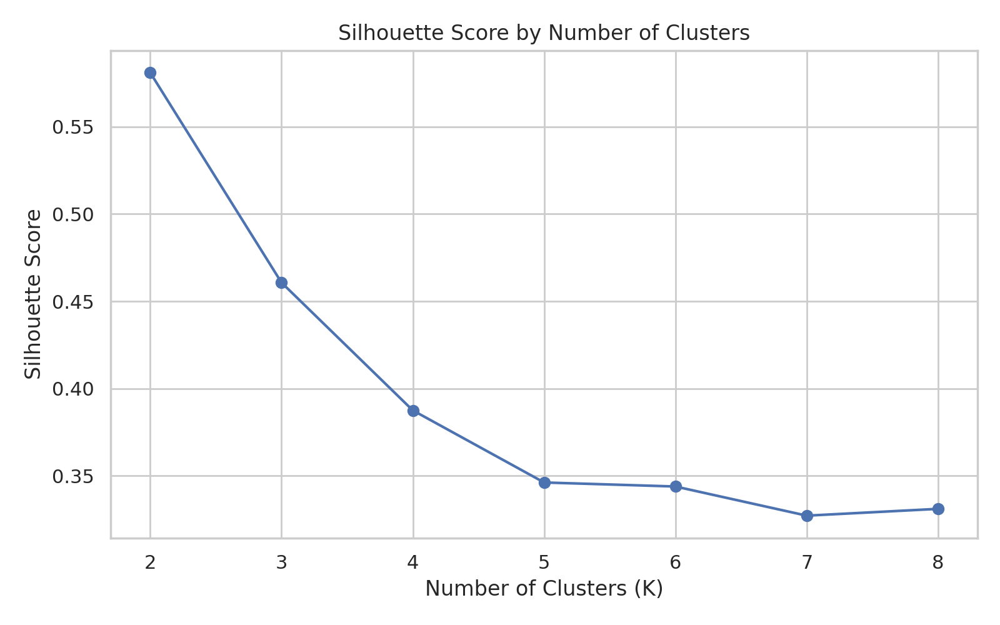 Silhouette Score by Number of Clusters
Silhouette Score
0.55
0.50
0.45
0.40
0.35
2 3 4 5 6 7 8
Number of Clusters (K)